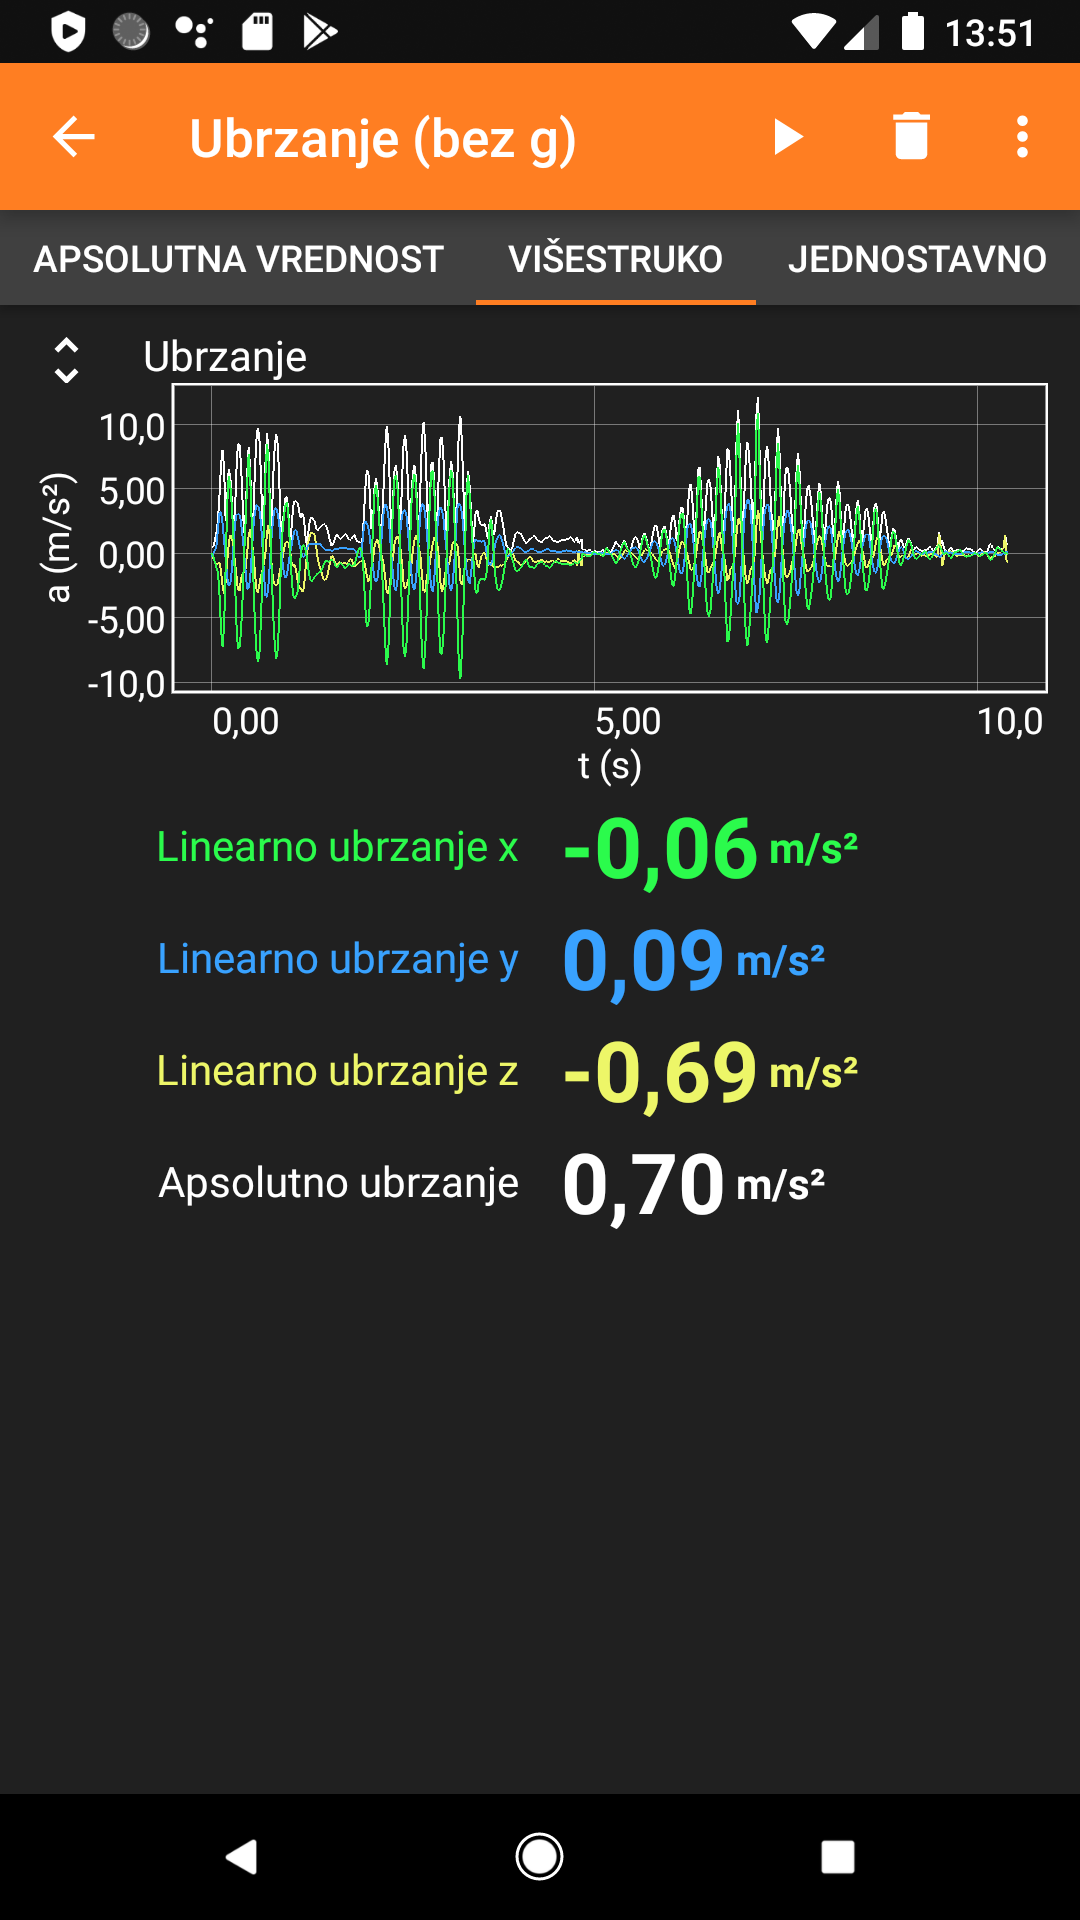 13:51
Ubrzanje (bez g)
APSOLUTNA VREDNOST VIŠESTRUKO JEDNOSTAVNO
Ubrzanje
a (m/s²)
10,0
5,00
0,00
-5,00
-10,0
0,00 5,00 10,0
t (s)
Linearno ubrzanje x -0,06 m/s²
Linearno ubrzanje y 0,09 m/s²
Linearno ubrzanje z -0,69 m/s²
Apsolutno ubrzanje 0,70 m/s²